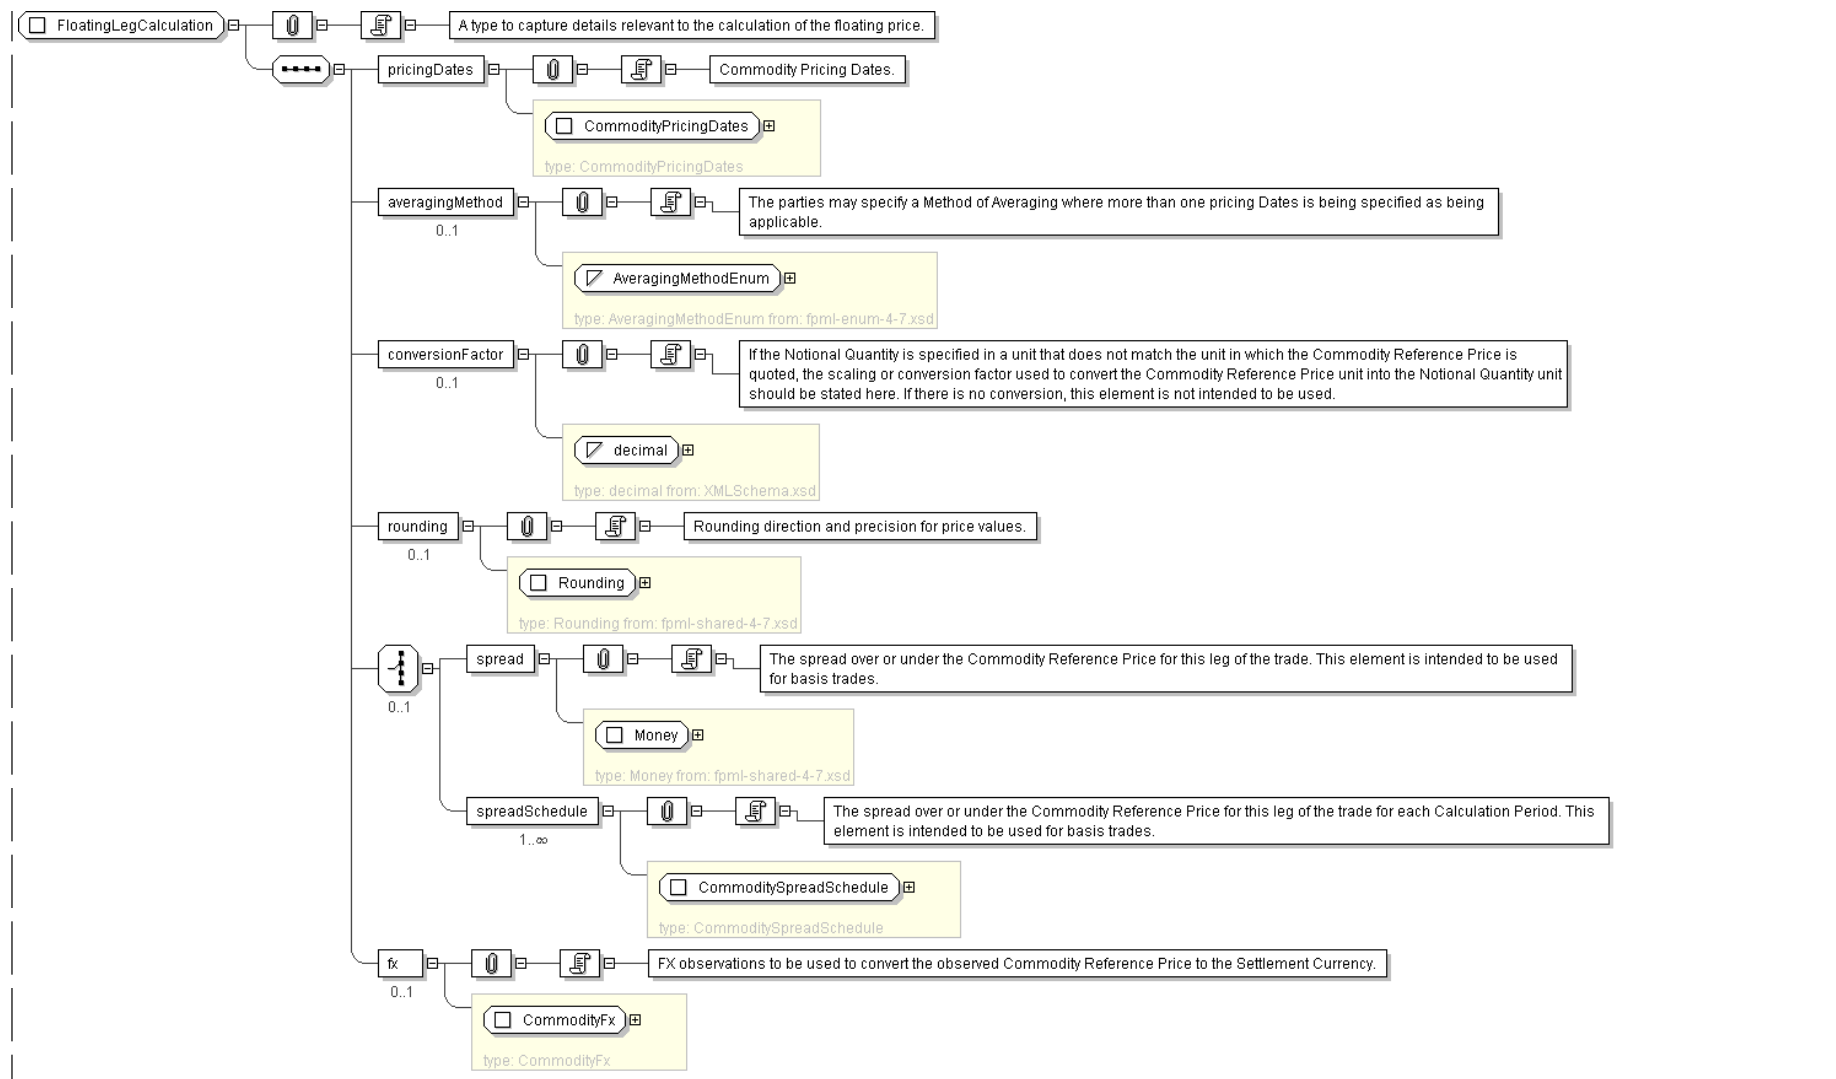 FloatingLegCalculation
A type to capture details relevant to the calculation of the floating price.
pricingDates
Commodity Pricing Dates.
CommodityPricingDates
type: CommodityPricingDates
averagingMethod
0..1
The parties may specify a Method of Averaging where more than one pricing Dates is being specified as being
applicable.
AveragingMethodEnum
type: AveragingMethodEnum from: fpml-enum-4-7.xsd
conversionFactor
0..1
If the Notional Quantity is specified in a unit that does not match the unit in which the Commodity Reference Price is
quoted, the scaling or conversion factor used to convert the Commodity Reference Price unit into the Notional Quantity unit
should be stated here. If there is no conversion, this element is not intended to be used.
decimal
type: decimal from: XMLSchema.xsd
rounding
0..1
Rounding direction and precision for price values.
Rounding
type: Rounding from: fpml-shared-4-7.xsd
0..1
spread
The spread over or under the Commodity Reference Price for this leg of the trade. This element is intended to be used
for basis trades.
Money
type: Money from: fpml-shared-4-7.xsd
spreadSchedule
1..∞
The spread over or under the Commodity Reference Price for this leg of the trade for each Calculation Period. This
element is intended to be used for basis trades.
CommoditySpreadSchedule
type: CommoditySpreadSchedule
fx
0..1
FX observations to be used to convert the observed Commodity Reference Price to the Settlement Currency.
CommodityFx
type: CommodityFx